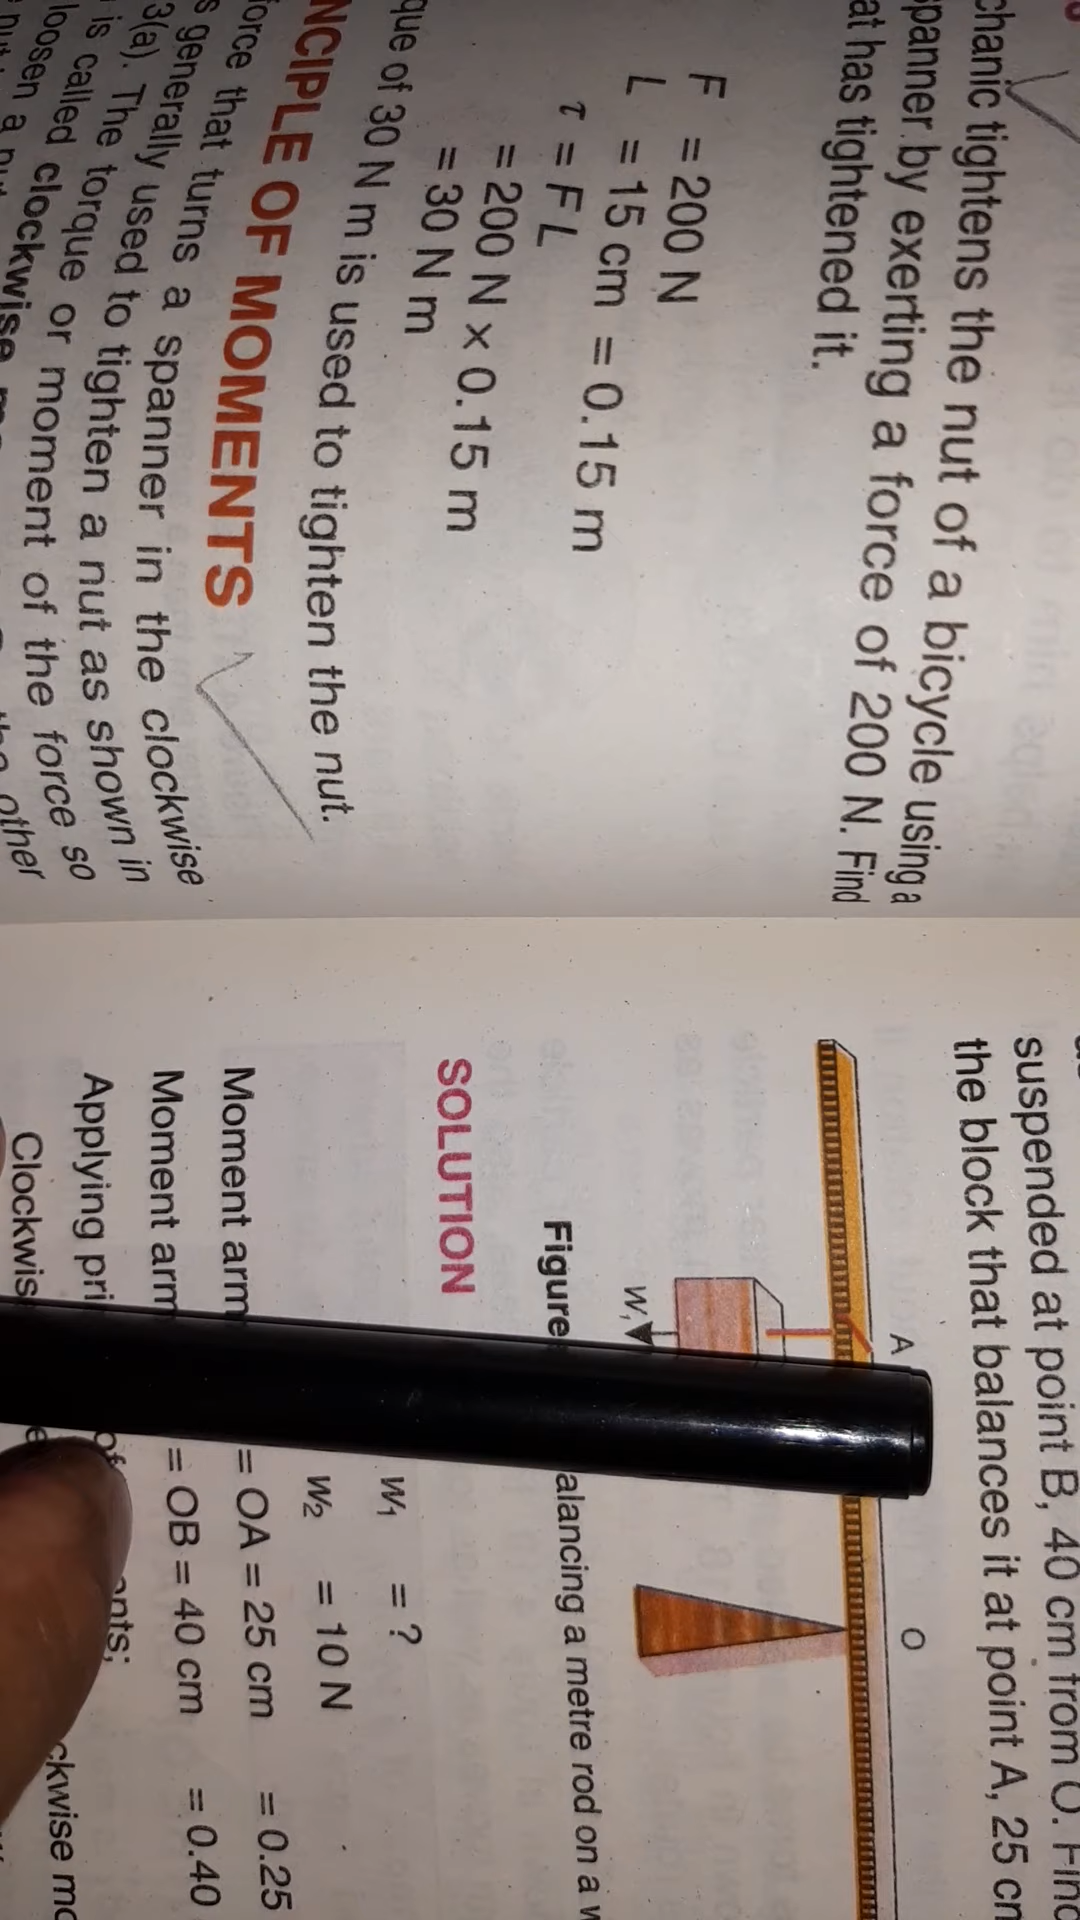 chanic tightens the nut of a bicycle using a
spanner by exerting a force of 200 N. Find
at has tightened it.
F = 200 N
L = 15 cm = 0.15 m
τ = F L
= 200 N × 0.15 m
= 30 N m
que of 30 N m is used to tighten the nut.
NCIPLE OF MOMENTS
force that turns a spanner in the clockwise
s generally used to tighten a nut as shown in
3(a). The torque or moment of the force so
is called clockwise
loosen a
other
suspended at point B, 40 cm from O. Find
the block that balances it at point A, 25 cm
A
O
w₁
Figure alancing a metre rod on a w
SOLUTION
w₁ = ?
w₂ = 10 N
Moment arm = OA = 25 cm = 0.25
Moment arm = OB = 40 cm = 0.40
Applying pri of ents;
Clockwis ckwise mo